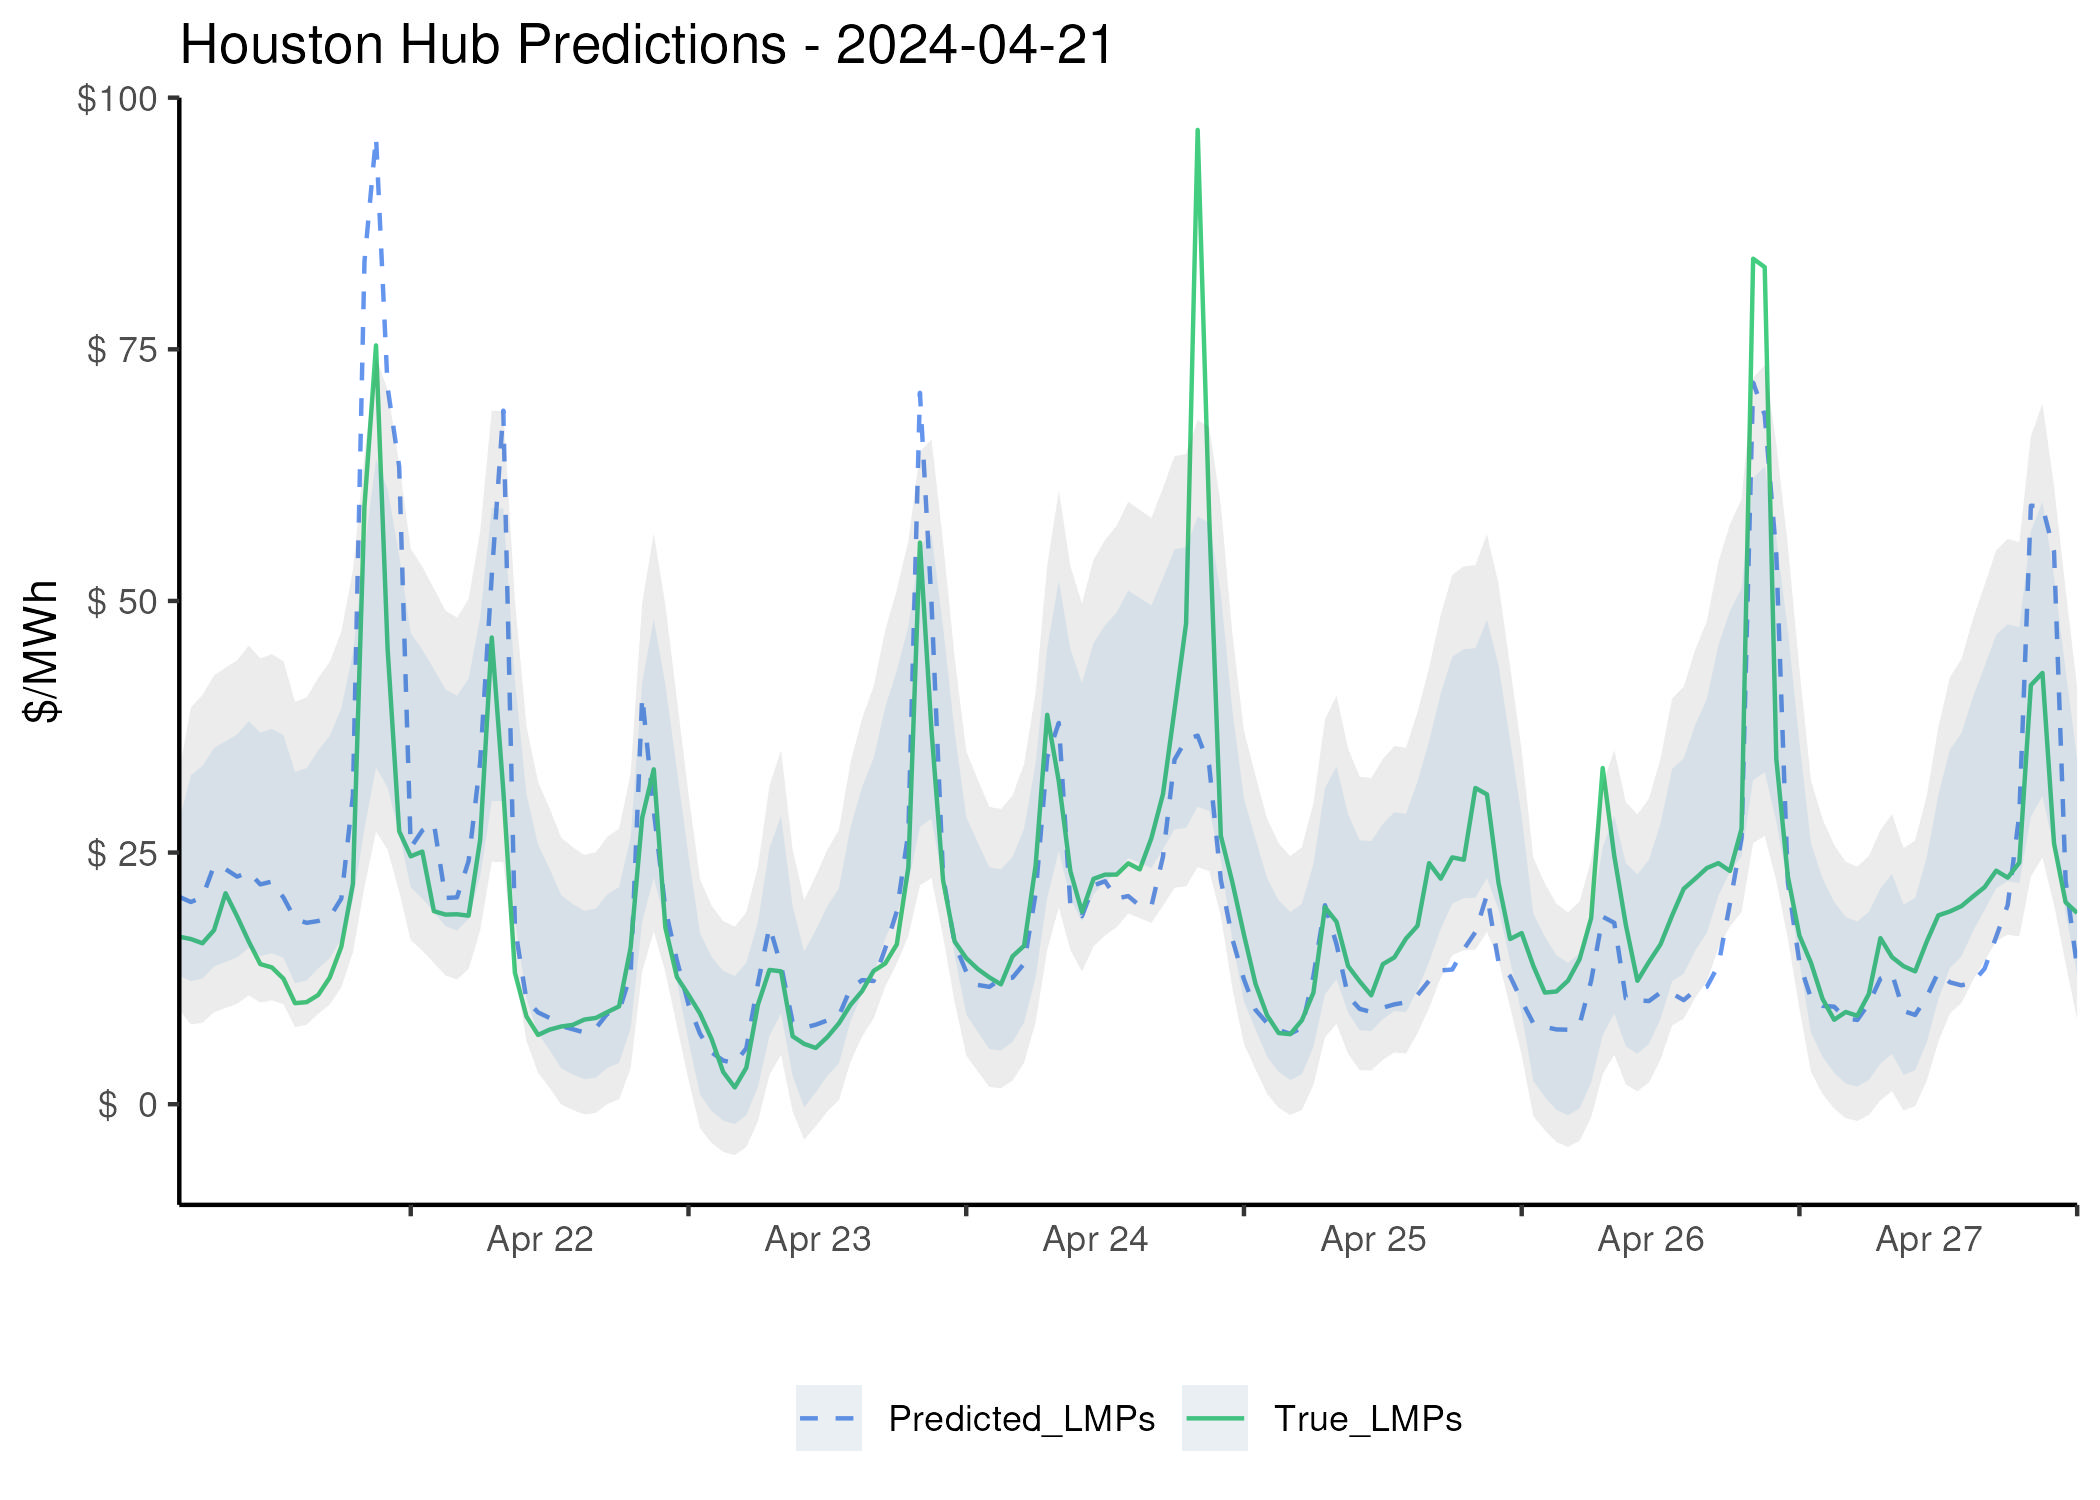 Houston Hub Predictions - 2024-04-21
$100
$ 75
$ 50
$ 25
$ 0
$/MWh
Apr 22 Apr 23 Apr 24 Apr 25 Apr 26 Apr 27
Predicted_LMPs True_LMPs